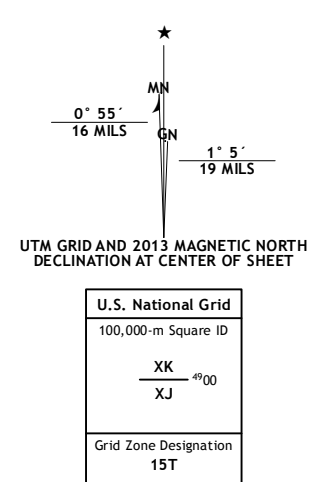 ★
MN
0° 55´
16 MILS
GN
1° 5´
19 MILS
UTM GRID AND 2013 MAGNETIC NORTH
DECLINATION AT CENTER OF SHEET
U.S. National Grid
100,000-m Square ID
XK
4900
XJ
Grid Zone Designation
15T